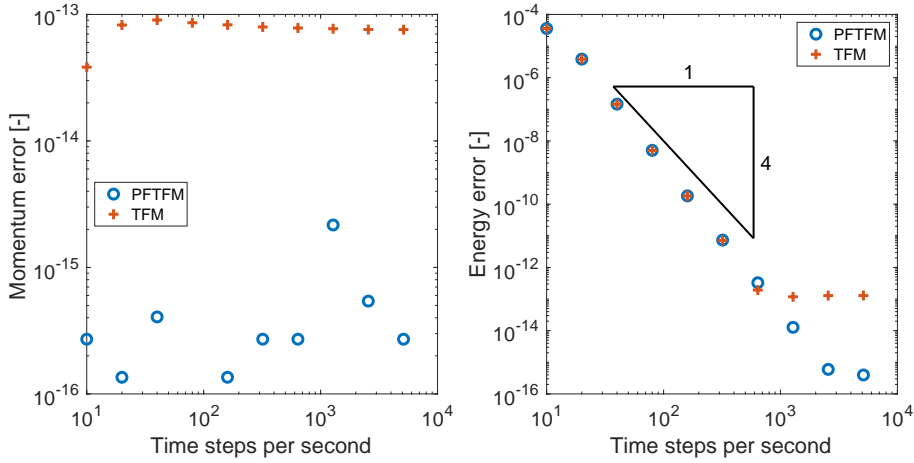 10^-13
10^-14
10^-15
10^-16
Momentum error [-]
PFTFM
TFM
10^1
10^2
10^3
10^4
Time steps per second
10^-4
10^-6
10^-8
10^-10
10^-12
10^-14
10^-16
Energy error [-]
PFTFM
TFM
1
4
10^1
10^2
10^3
10^4
Time steps per second